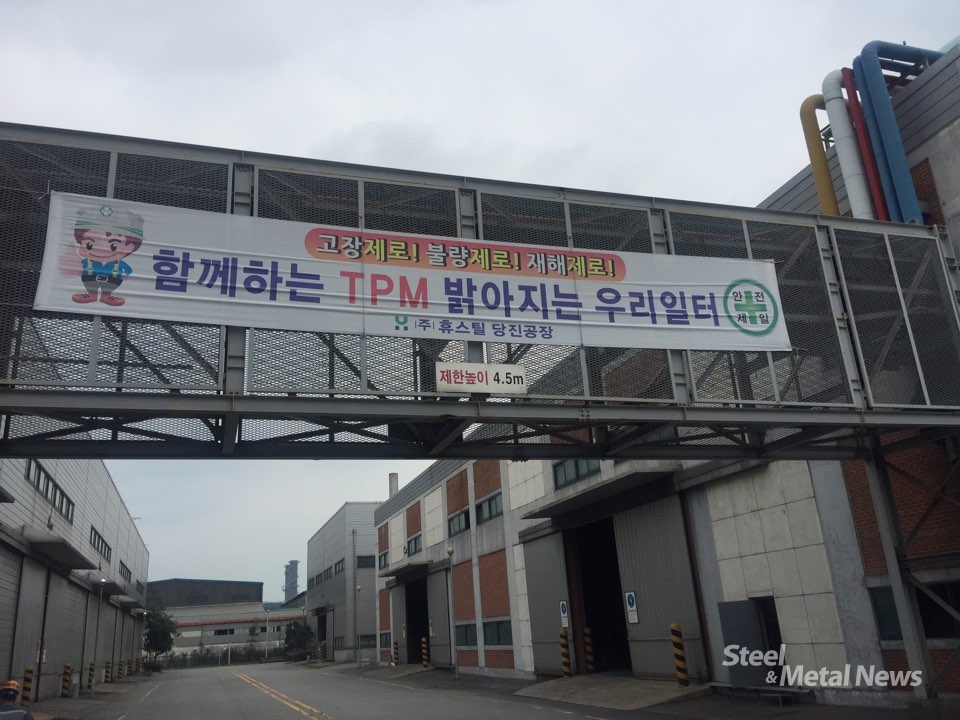 고장제로! 불량제로! 재해제로!
함께하는 TPM 밝아지는 우리일터
안전
제일
(주) 휴스틸 당진공장
제한높이 4.5m
Steel
& Metal News